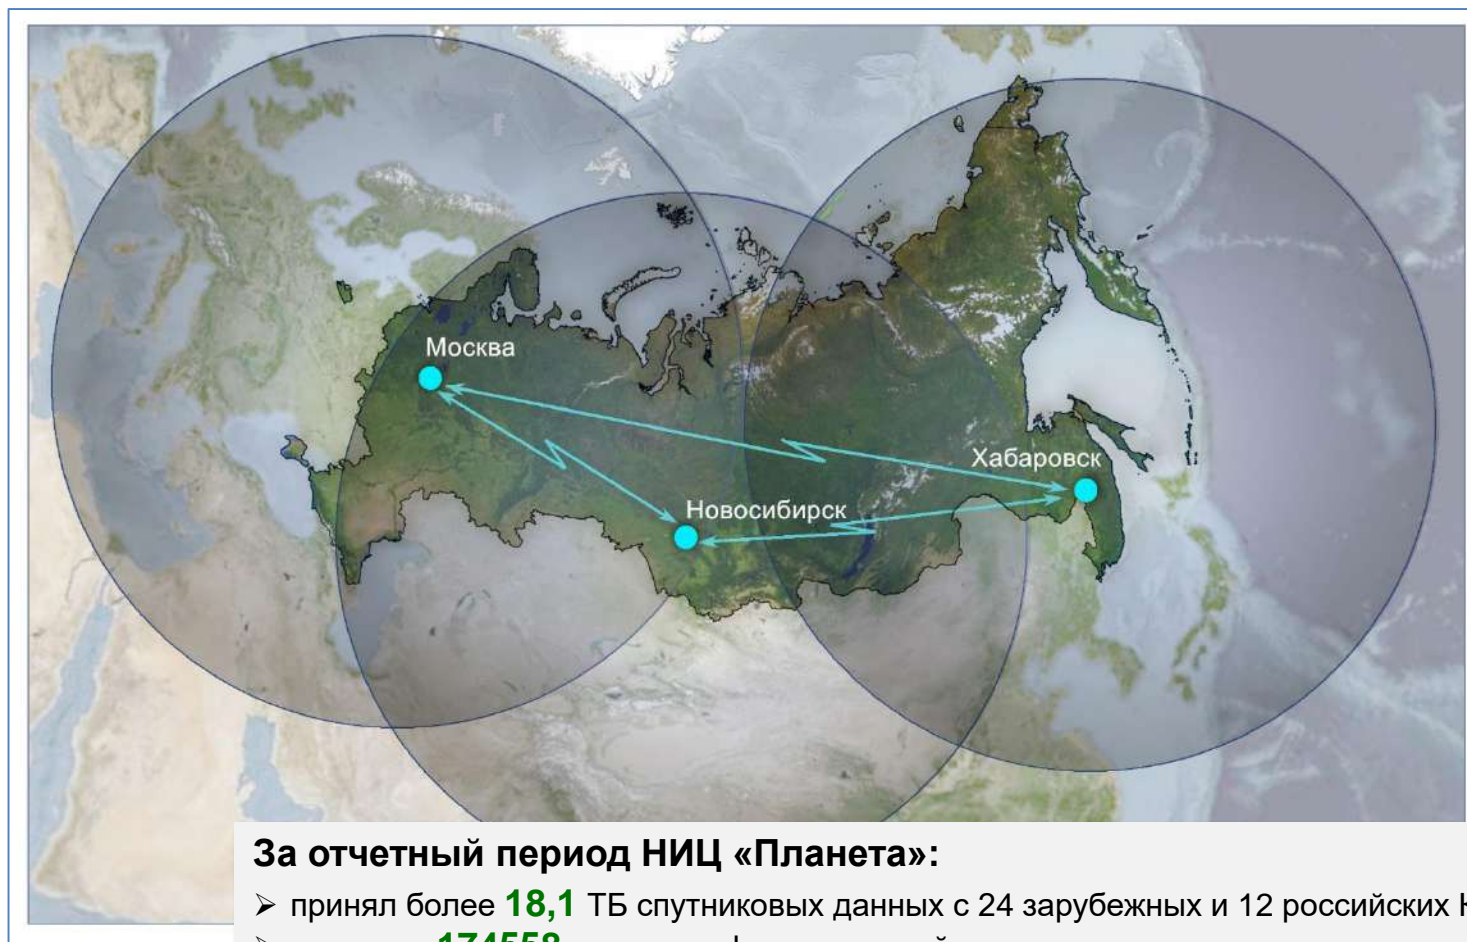 Москва
Хабаровск
Новосибирск
За отчетный период НИЦ «Планета»:
➢ принял более 18,1 ТБ спутниковых данных с 24 зарубежных и 12 российских
174558